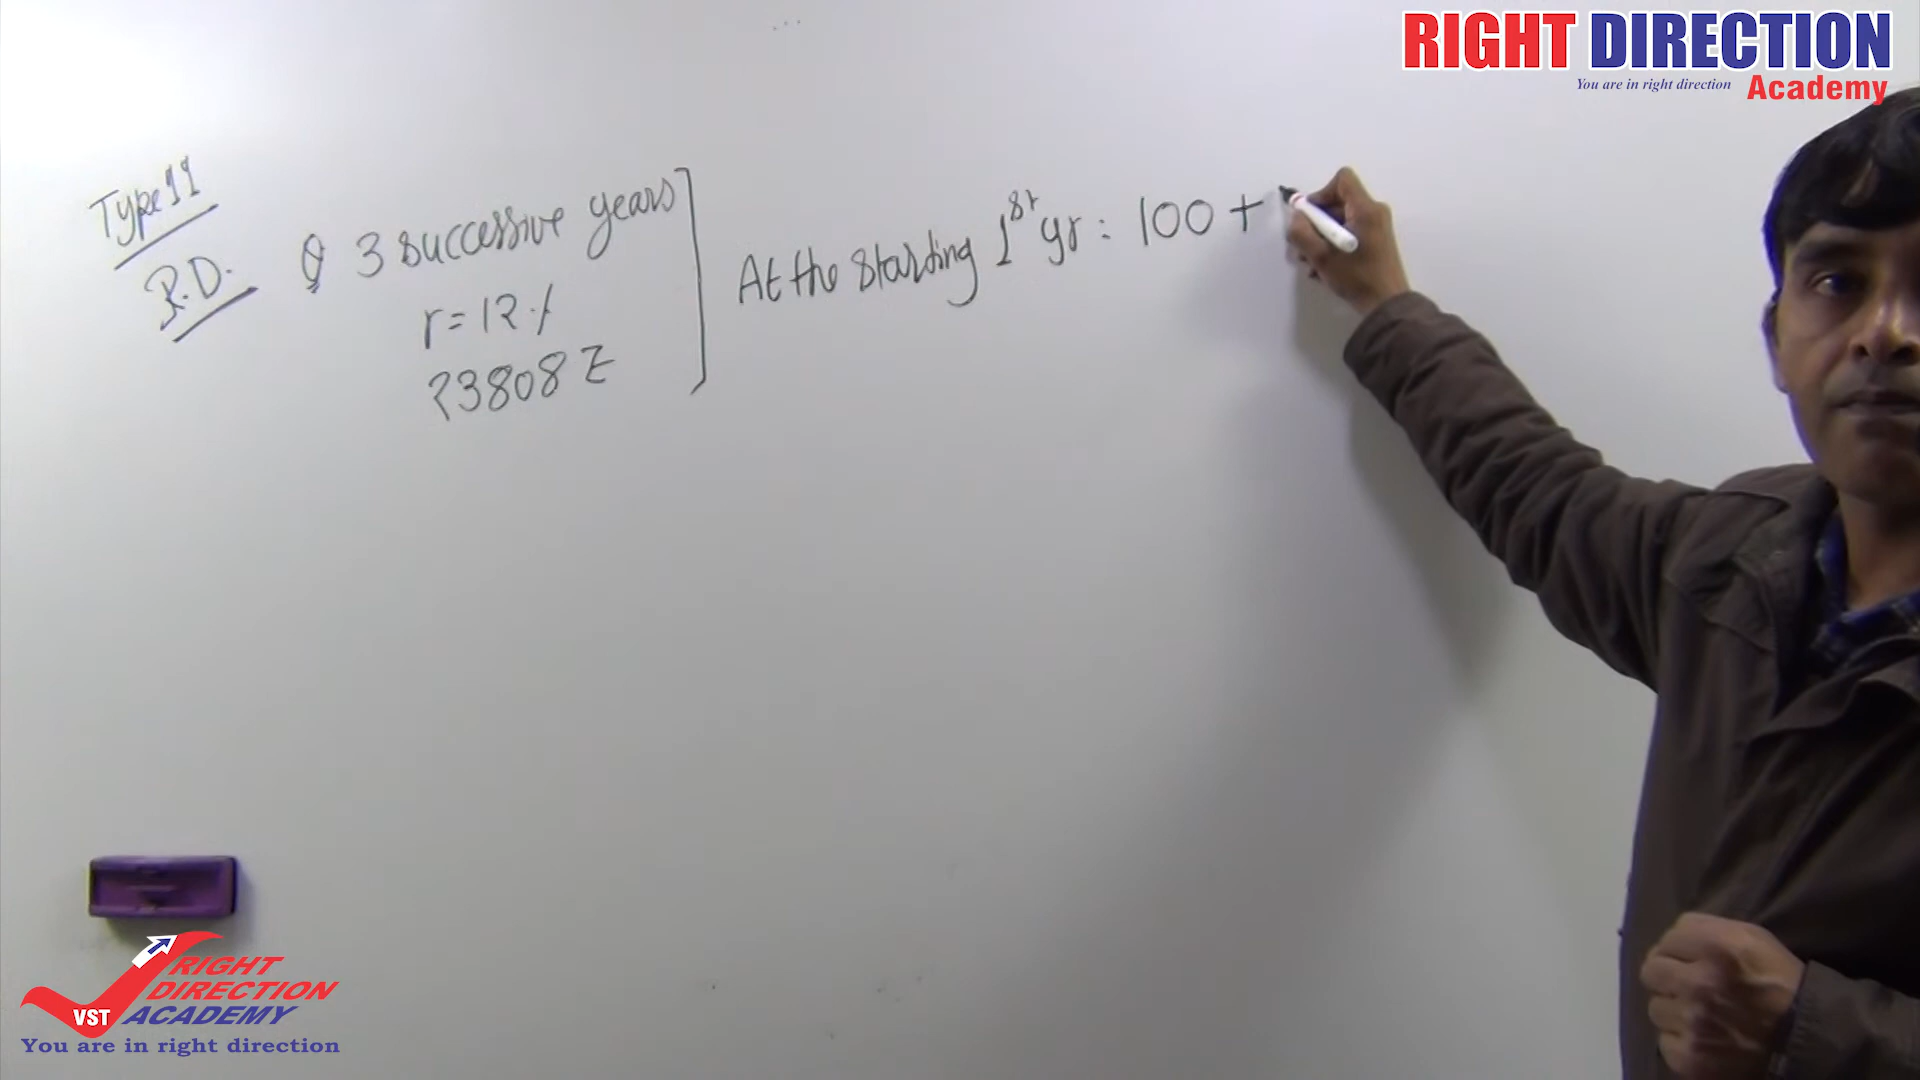 RIGHT DIRECTION
You are in right direction Academy
Type 11
R.D. Q 3 successive years
r = 12 %
23808 Z
At the starting 1st yr : 100 +
RIGHT
DIRECTION
VST ACADEMY
You are in right direction